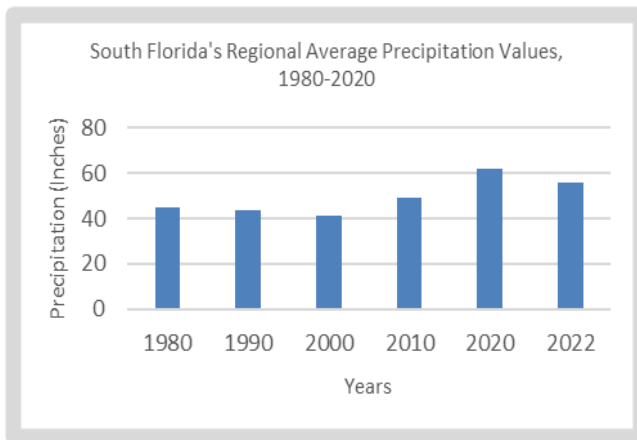 South Florida's Regional Average Precipitation Values,
1980-2020
Precipitation (Inches)
80
60
40
20
0
1980 1990 2000 2010 2020 2022
Years